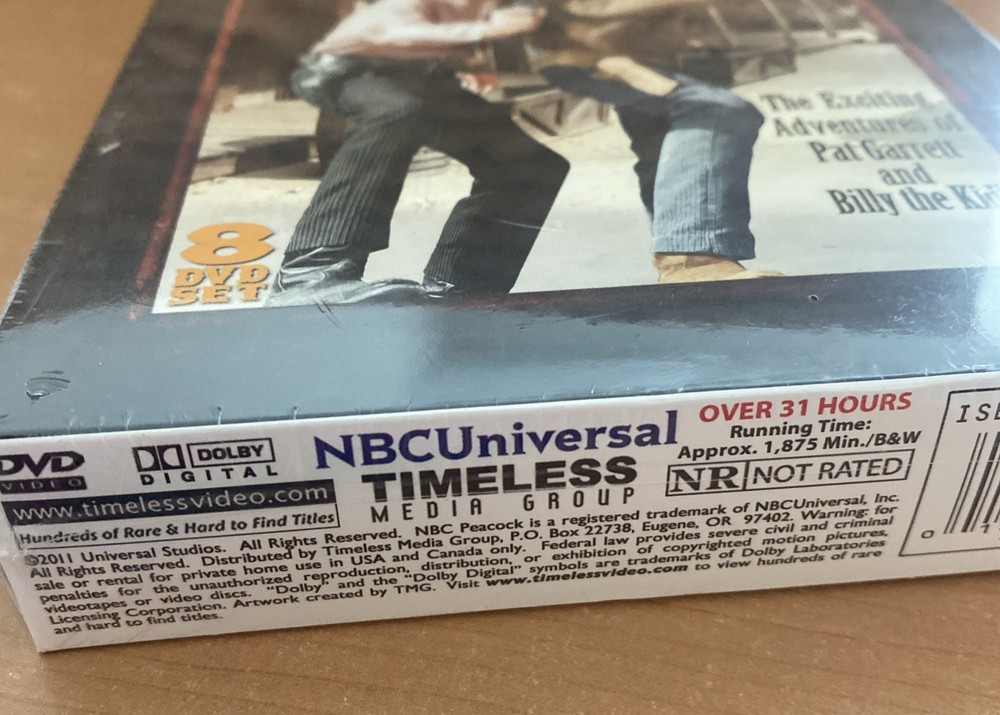 The Exciting
Adventures of
Pat Garrett
and
Billy the Kid
8
DVD
SET
DVD
VIDEO
DOLBY
DIGITAL
www.timelessvideo.com
Hundreds of Rare & Hard to Find Titles
NBCUniversal
TIMELESS
MEDIA GROUP
OVER 31 HOURS
Running Time:
Approx. 1,875 Min./B&W
NR NOT RATED
©2011 Universal Studios. All Rights Reserved. NBC Peacock is a registered trademark of NBCUniversal, Inc.
All Rights Reserved. Distributed by Timeless Media Group, P.O. Box 22738, Eugene, OR 97402. Warning: for
sale or rental for private home use in USA and Canada only. Federal law provides severe civil and criminal
penalties for the unauthorized reproduction, distribution, or exhibition of copyrighted motion pictures,
videotapes or video discs. "Dolby" and the "Dolby Digital" symbols are trademarks of Dolby Laboratories
Licensing Corporation. Artwork created by TMG. Visit www.timelessvideo.com to view hundreds of rare
and hard to find titles.
0